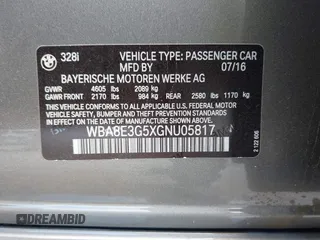 328i VEHICLE TYPE: PASSENGER CAR
MFD BY 07/16
BAYERISCHE MOTOREN WERKE AG
GVWR 4605 lbs 2089 kg
GAWR FRONT 2170 lbs 984 kg REAR 2580 lbs 1170 kg
THIS VEHICLE CONFORMS TO ALL APPLICABLE
FEDERAL MOTOR VEHICLE SAFETY, BUMPER, AND
THEFT PREVENTION STANDARDS IN EFFECT ON THE
DATE OF MANUFACTURE SHOWN ABOVE.
WBA8E3G5XGNU05817
DREAMBID